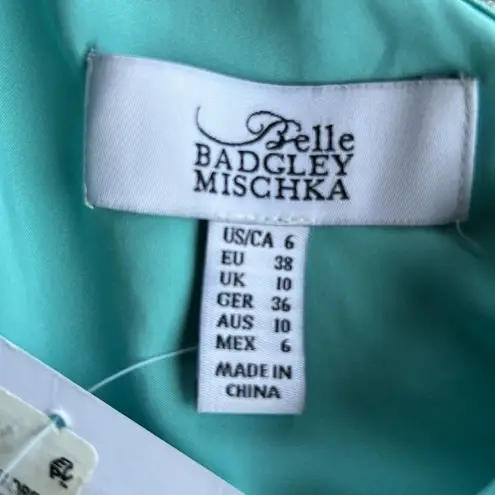 Belle
BADGLEY
MISCHKA
US/CA 6
EU 38
UK 10
GER 36
AUS 10
MEX 6
MADE IN
CHINA